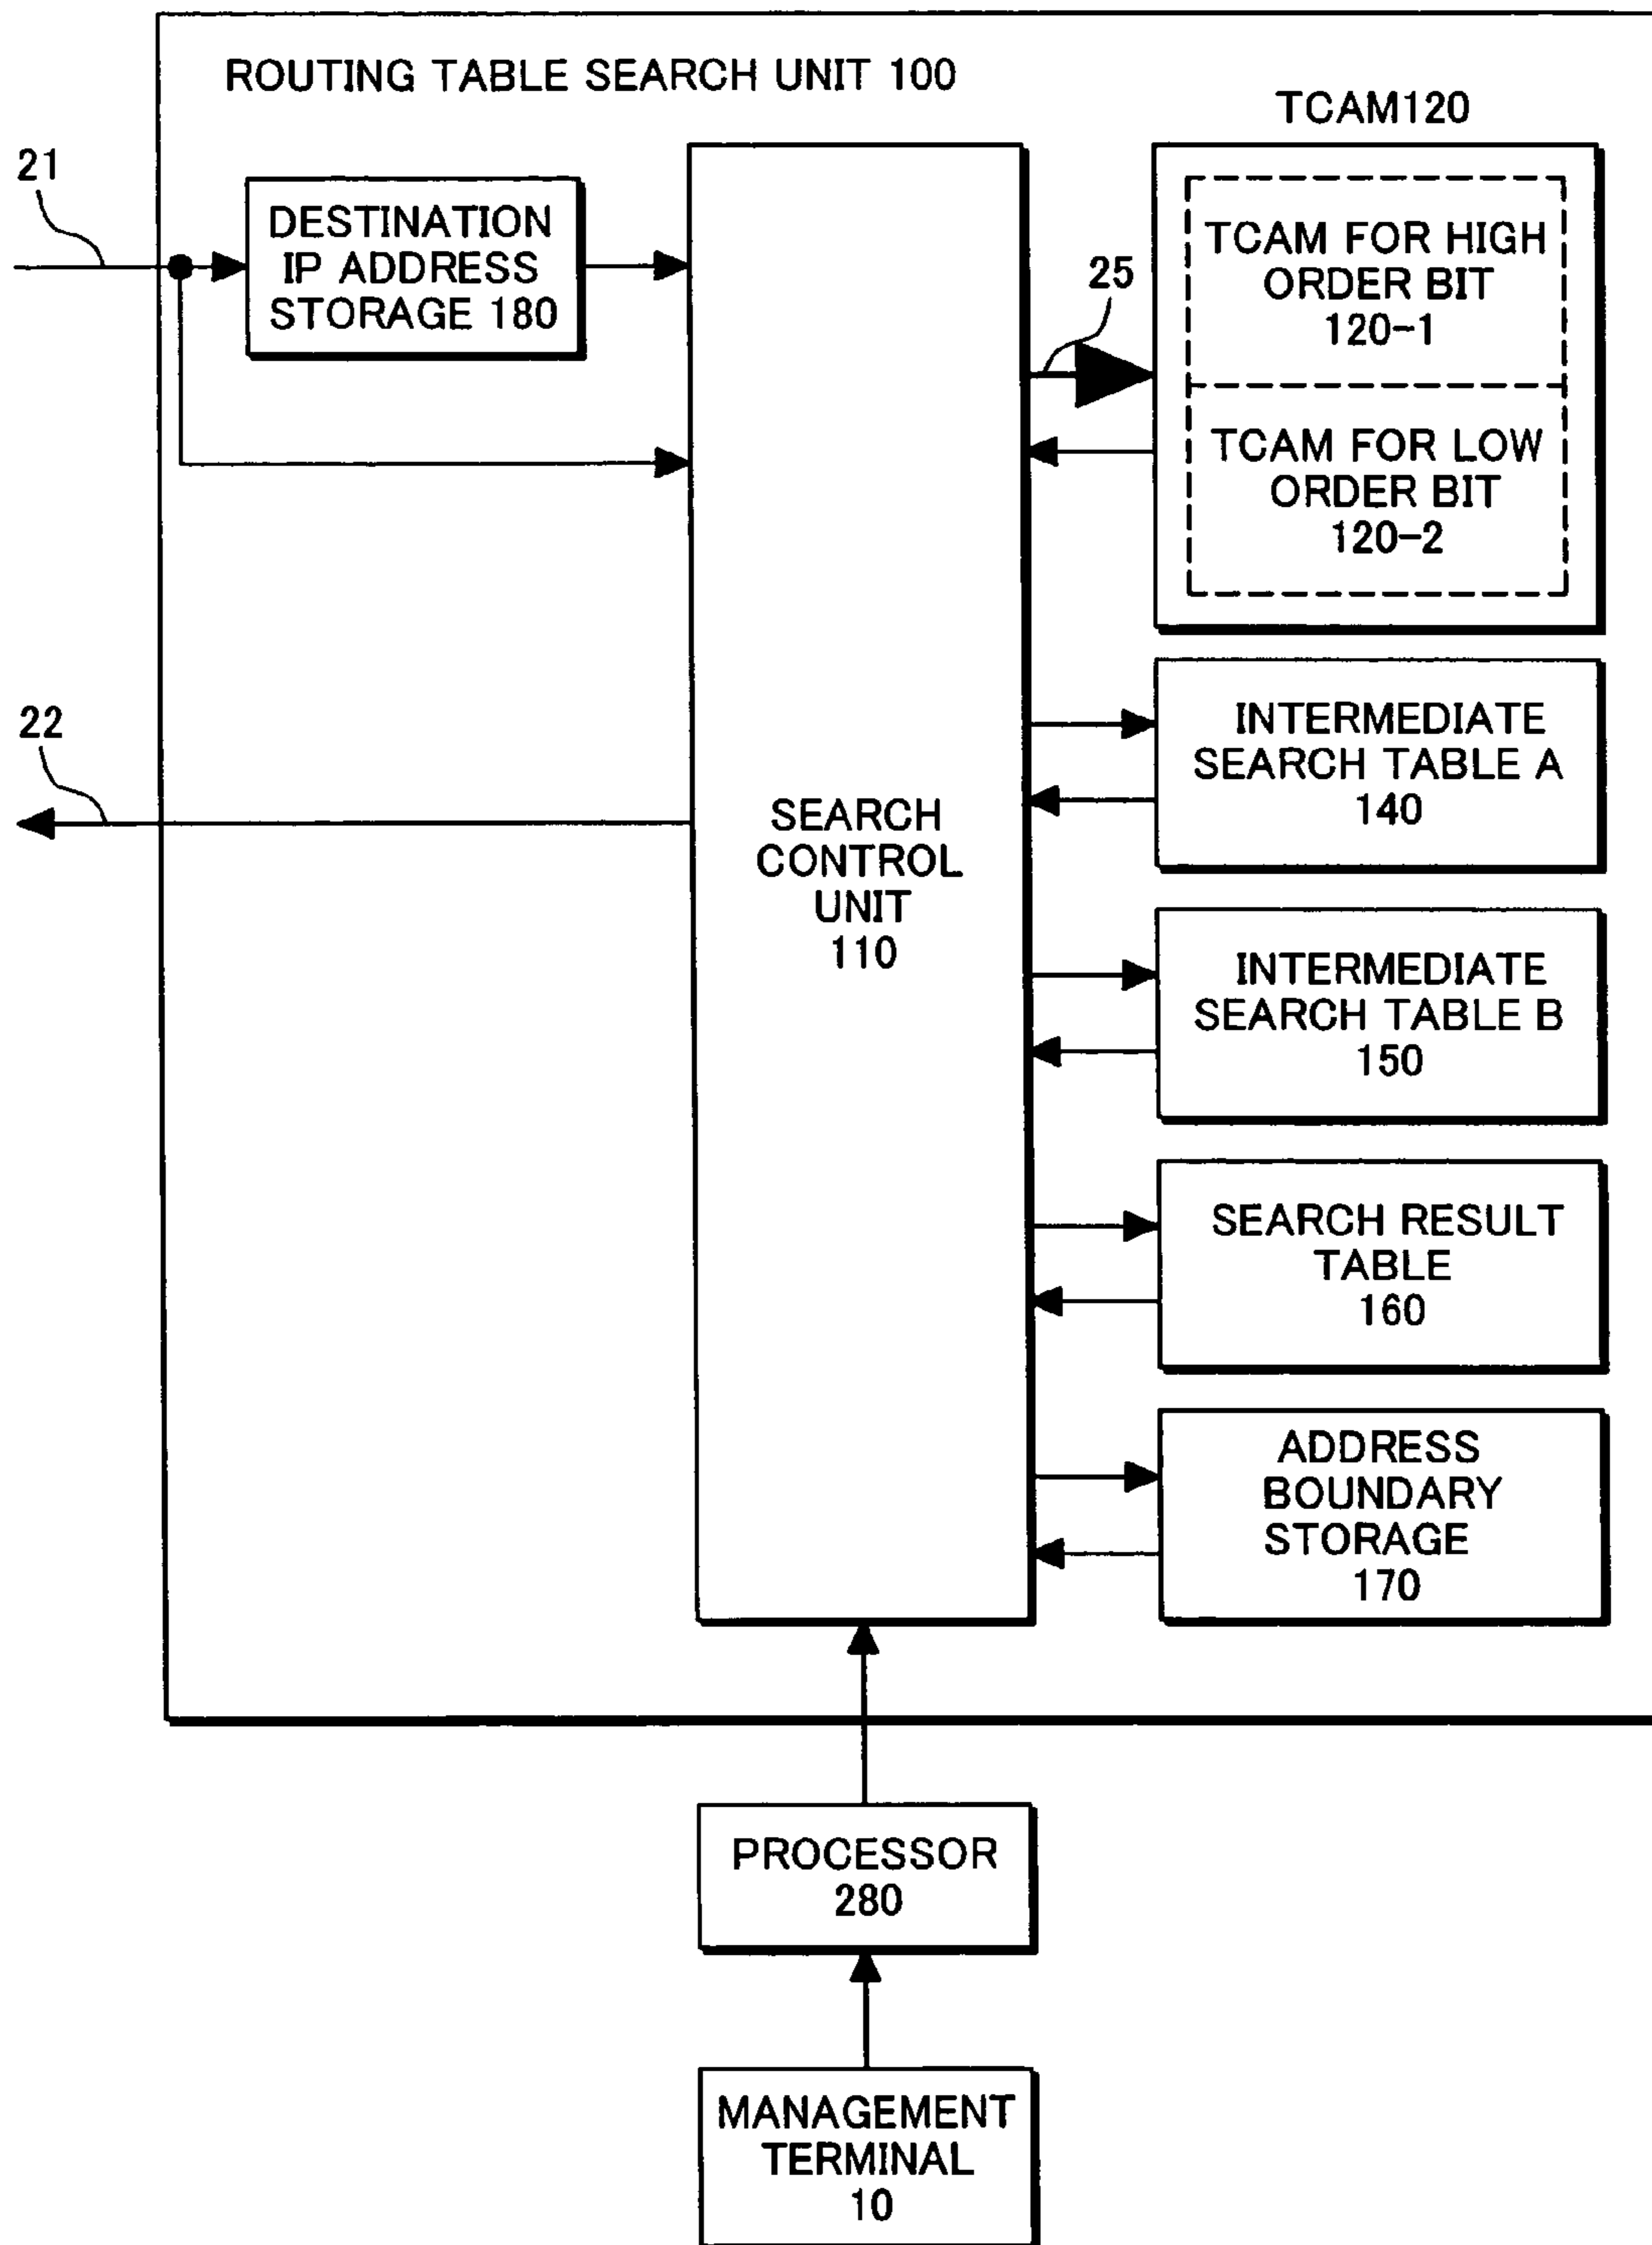 ROUTING TABLE SEARCH UNIT 100
TCAM120
21
DESTINATION
IP ADDRESS
STORAGE 180
TCAM FOR HIGH
ORDER BIT
120-1
25
TCAM FOR LOW
ORDER BIT
120-2
22
INTERMEDIATE
SEARCH TABLE A
140
SEARCH
CONTROL
UNIT
110
INTERMEDIATE
SEARCH TABLE B
150
SEARCH RESULT
TABLE
160
ADDRESS
BOUNDARY
STORAGE
170
PROCESSOR
280
MANAGEMENT
TERMINAL
10